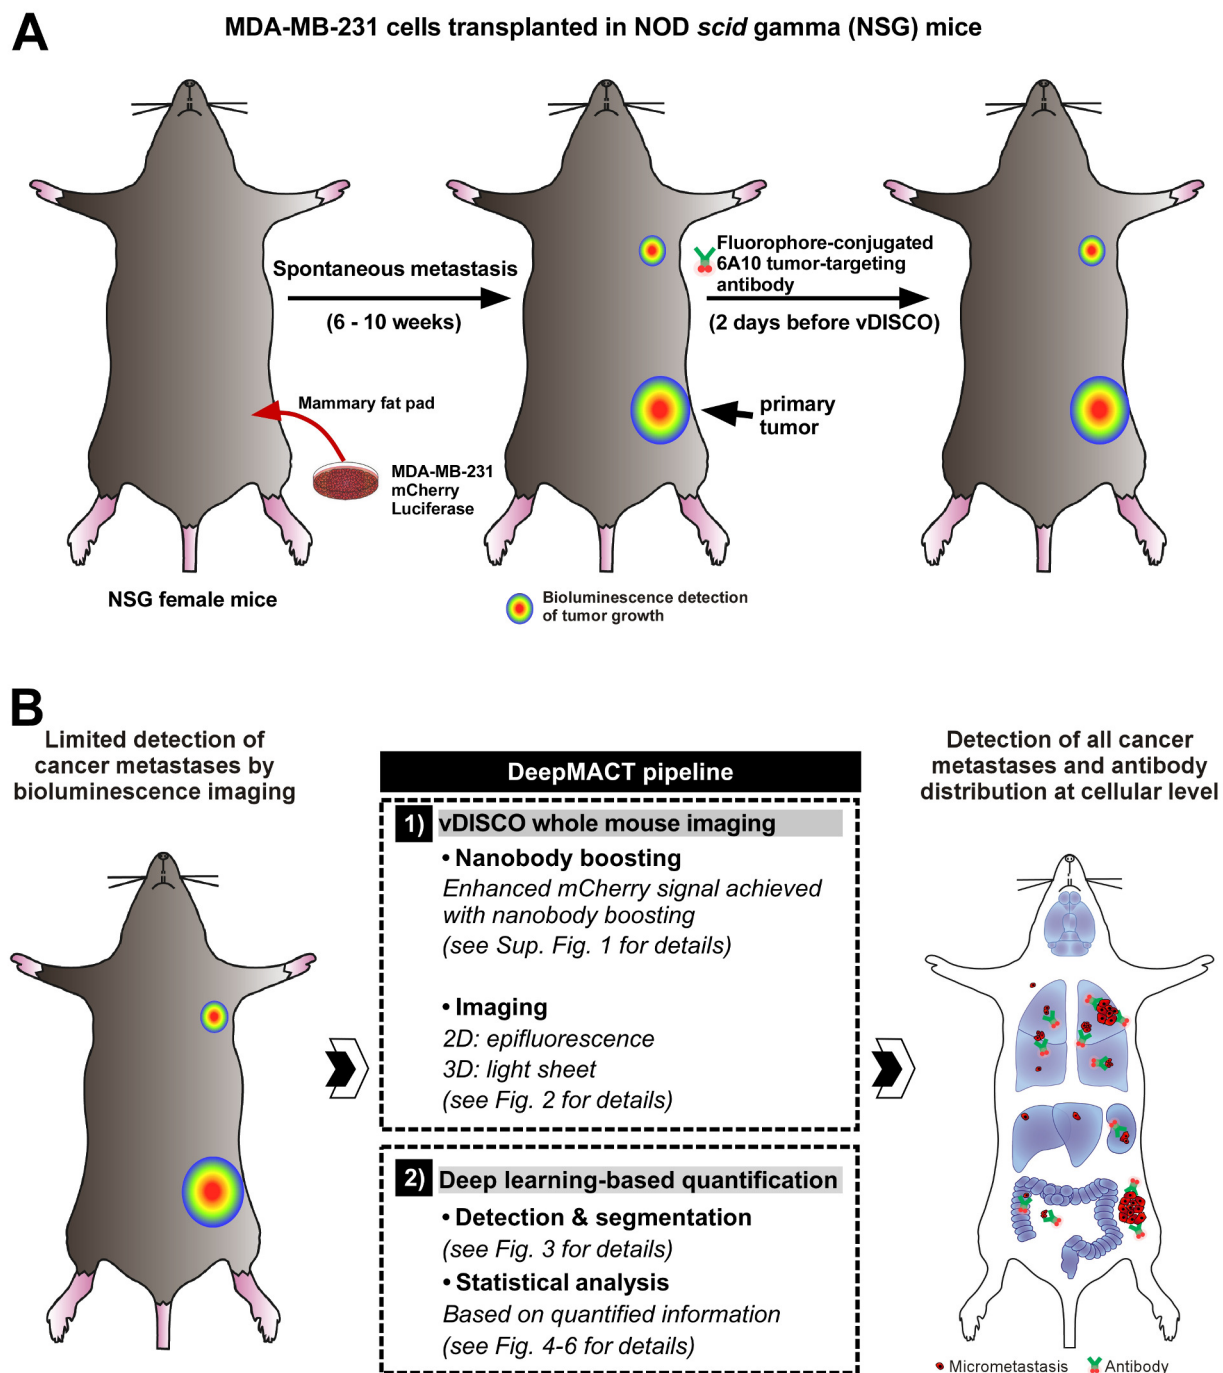 A
MDA-MB-231 cells transplanted in NOD scid gamma (NSG) mice
Spontaneous metastasis
(6 - 10 weeks)
Fluorophore-conjugated
6A10 tumor-targeting
antibody
(2 days before vDISCO)
Mammary fat pad
MDA-MB-231
mCherry
Luciferase
primary
tumor
NSG female mice
Bioluminescence detection
of tumor growth
B
Limited detection of
cancer metastases by
bioluminescence imaging
DeepMACT pipeline
1) vDISCO whole mouse imaging
• Nanobody boosting
Enhanced mCherry signal achieved
with nanobody boosting
(see Sup. Fig. 1 for details)
• Imaging
2D: epifluorescence
3D: light sheet
(see Fig. 2 for details)
2) Deep learning-based quantification
• Detection & segmentation
(see Fig. 3 for details)
• Statistical analysis
Based on quantified information
(see Fig. 4-6 for details)
Detection of all cancer
metastases and antibody
distribution at cellular level
Micrometastasis
Antibody